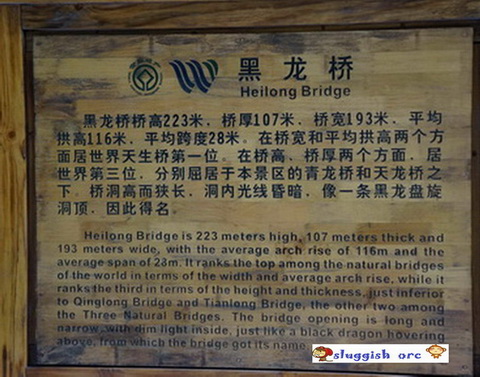 黑龙桥
Heilong Bridge
黑龙桥桥高223米，桥厚107米，桥宽193米，平均
拱高116米，平均跨度28米。在桥宽和平均拱高两个方
面居世界天生桥第一位。在桥高、桥厚两个方面，居
世界第三位，分别屈居于本景区的青龙桥和天龙桥之
下。桥洞高而狭长，洞内光线昏暗，像一条黑龙盘旋
洞顶，因此得名。
Heilong Bridge is 223 meters high, 107 meters thick and
193 meters wide, with the average arch rise of 116m and the
average span of 28m. It ranks the top among the natural bridges
of the world in terms of the width and average arch rise, while it
ranks the third in terms of the height and thickness, just inferior
to Qinglong Bridge and Tianlong Bridge, the other two among
the Three Natural Bridges. The bridge opening is long and
narrow with dim light inside, just like a black dragon hovering
above, from which the bridge got its name.
sluggish orc